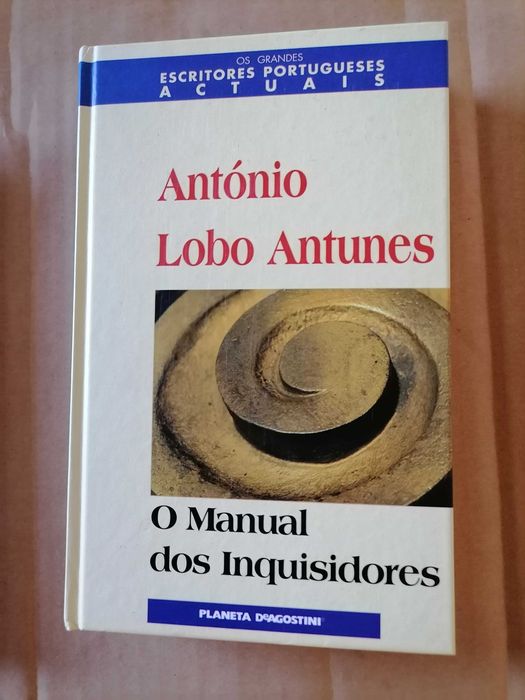 OS GRANDES
ESCRITORES PORTUGUESES
ACTUAIS
António
Lobo Antunes
O Manual
dos Inquisidores
PLANETA DeAGOSTINI